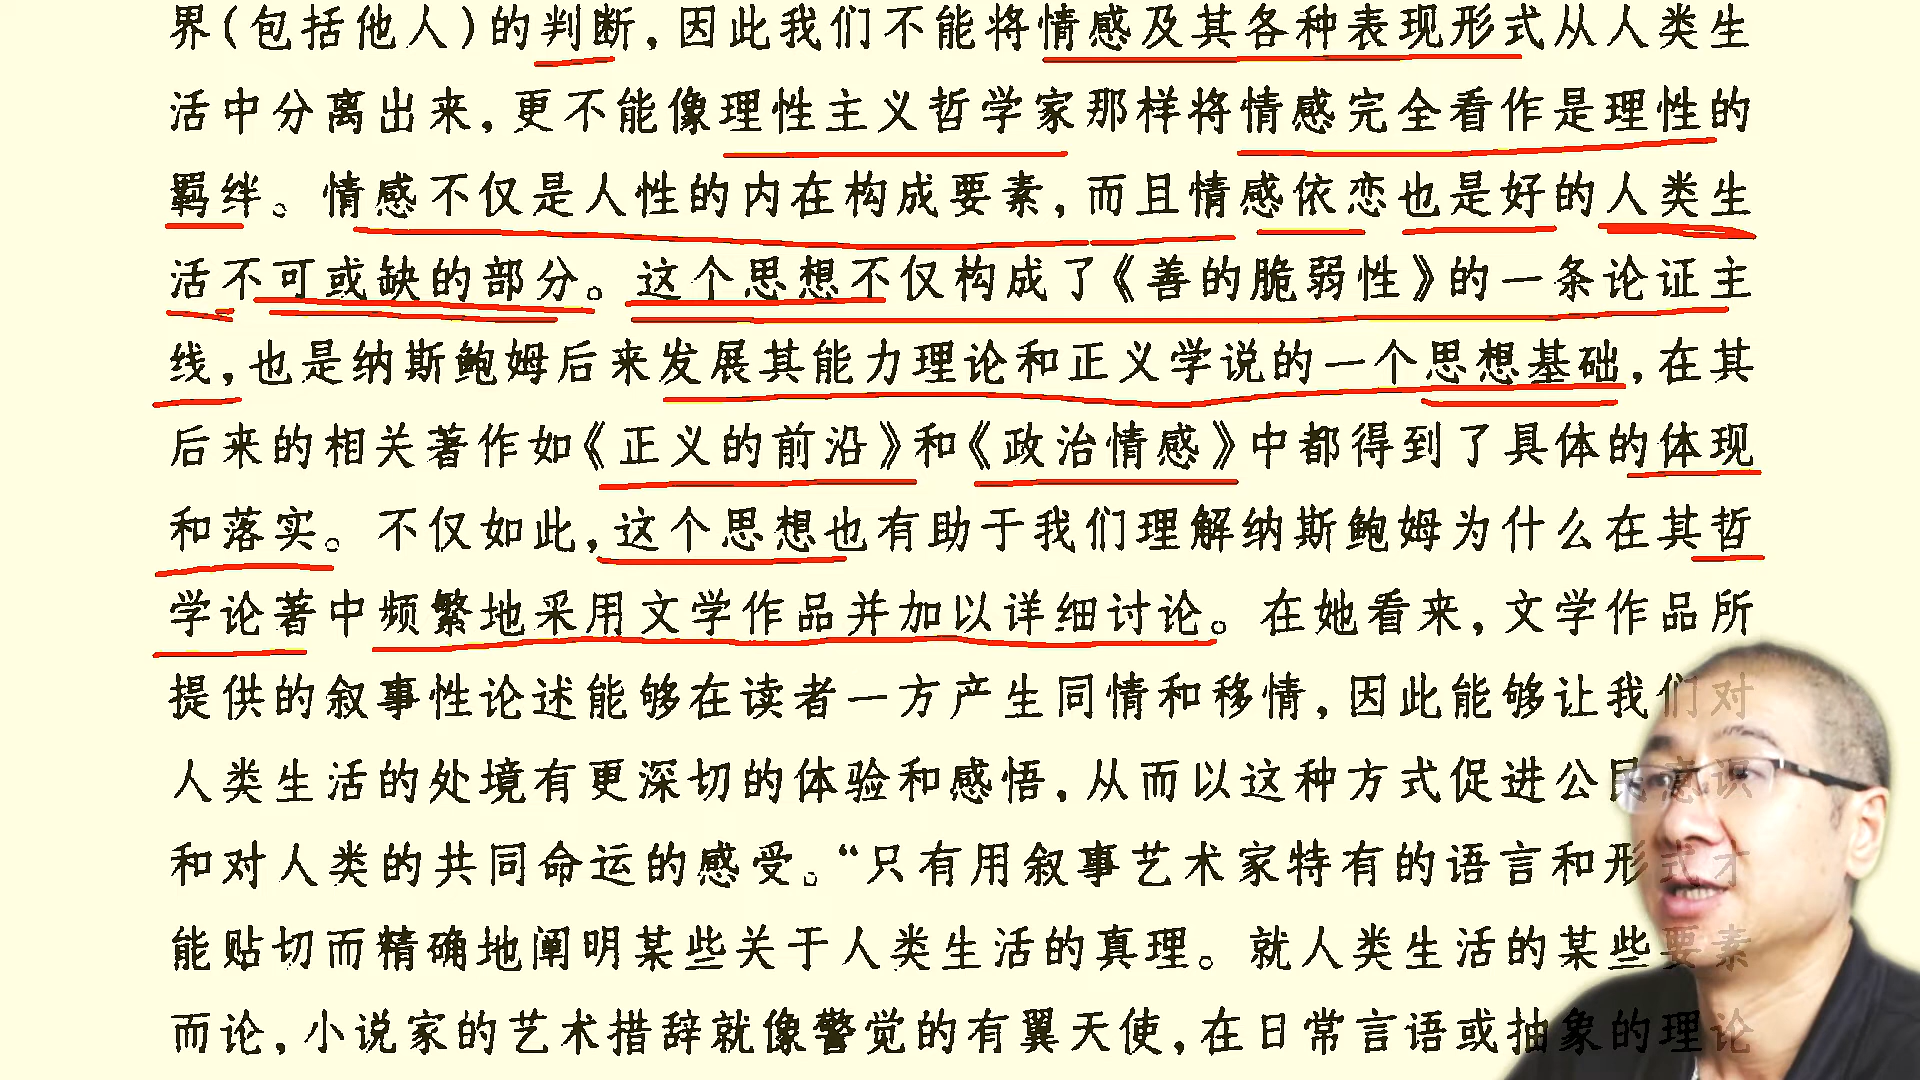 界(包括他人)的判断,因此我们不能将情感及其各种表现形式从人类生
活中分离出来,更不能像理性主义哲学家那样将情感完全看作是理性的
羁绊。情感不仅是人性的内在构成要素,而且情感依恋也是好的人类生
活不可或缺的部分。这个思想不仅构成了《善的脆弱性》的一条论证主
线,也是纳斯鲍姆后来发展其能力理论和正义学说的一个思想基础,在其
后来的相关著作如《正义的前沿》和《政治情感》中都得到了具体的体现
和落实。不仅如此,这个思想也有助于我们理解纳斯鲍姆为什么在其哲
学论著中频繁地采用文学作品并加以详细讨论。在她看来,文学作品所
提供的叙事性论述能够在读者一方产生同情和移情,因此能够让我们对
人类生活的处境有更深切的体验和感悟,从而以这种方式促进公民意识
和对人类的共同命运的感受。“只有用叙事艺术家特有的语言和形式才
能贴切而精确地阐明某些关于人类生活的真理。就人类生活的某些要素
而论,小说家的艺术措辞就像警觉的有翼天使,在日常言语或抽象的理论